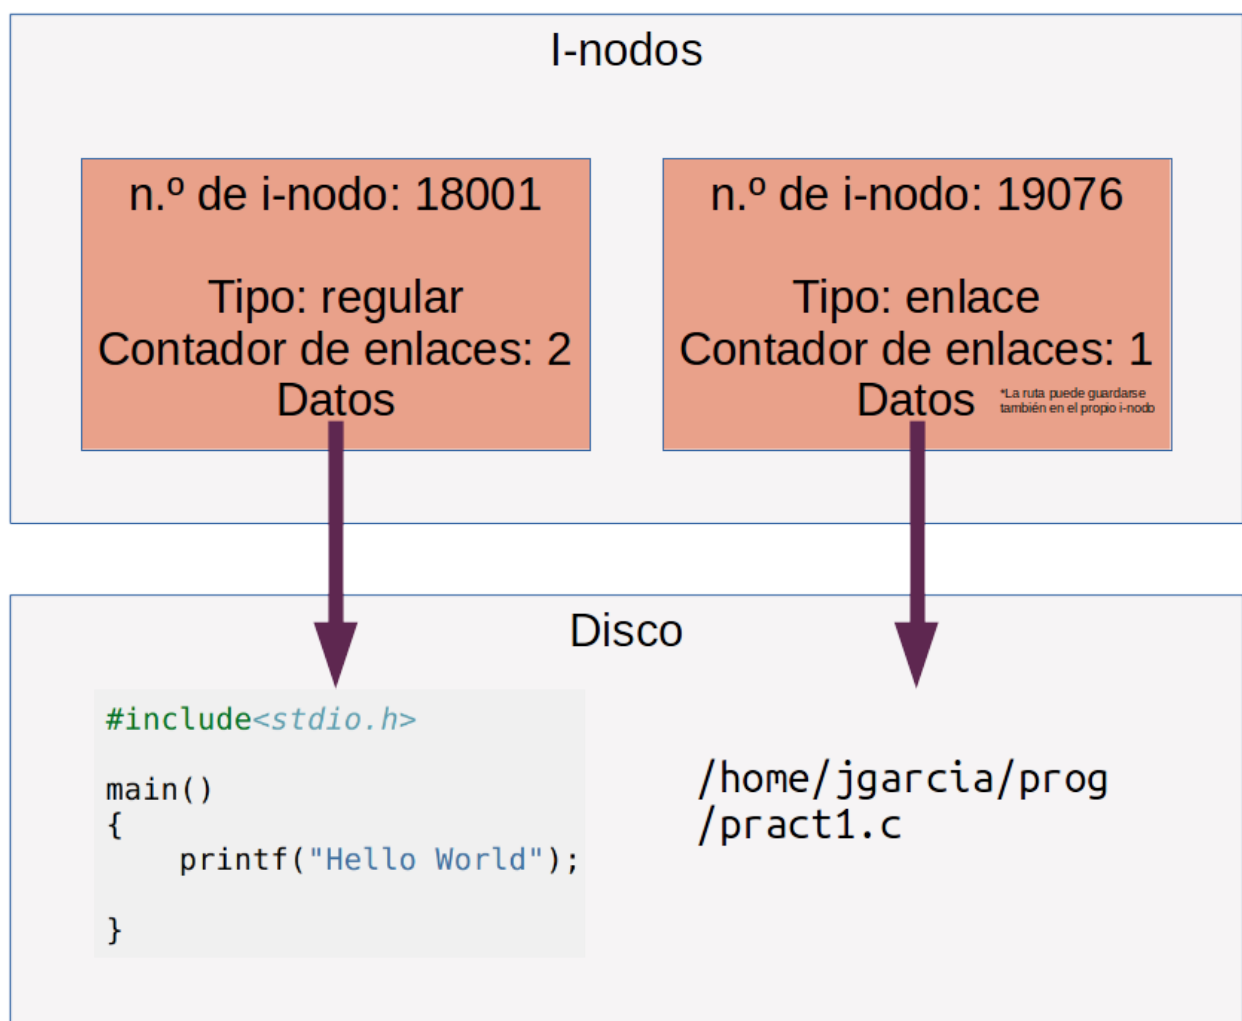 I-nodos
n.º de i-nodo: 18001
Tipo: regular
Contador de enlaces: 2
Datos
n.º de i-nodo: 19076
Tipo: enlace
Contador de enlaces: 1
Datos
*La ruta puede guardarse
también en el propio i-nodo
Disco
#include<stdio.h>
main()
{
    printf("Hello World");
}
/home/jgarcia/prog
/pract1.c